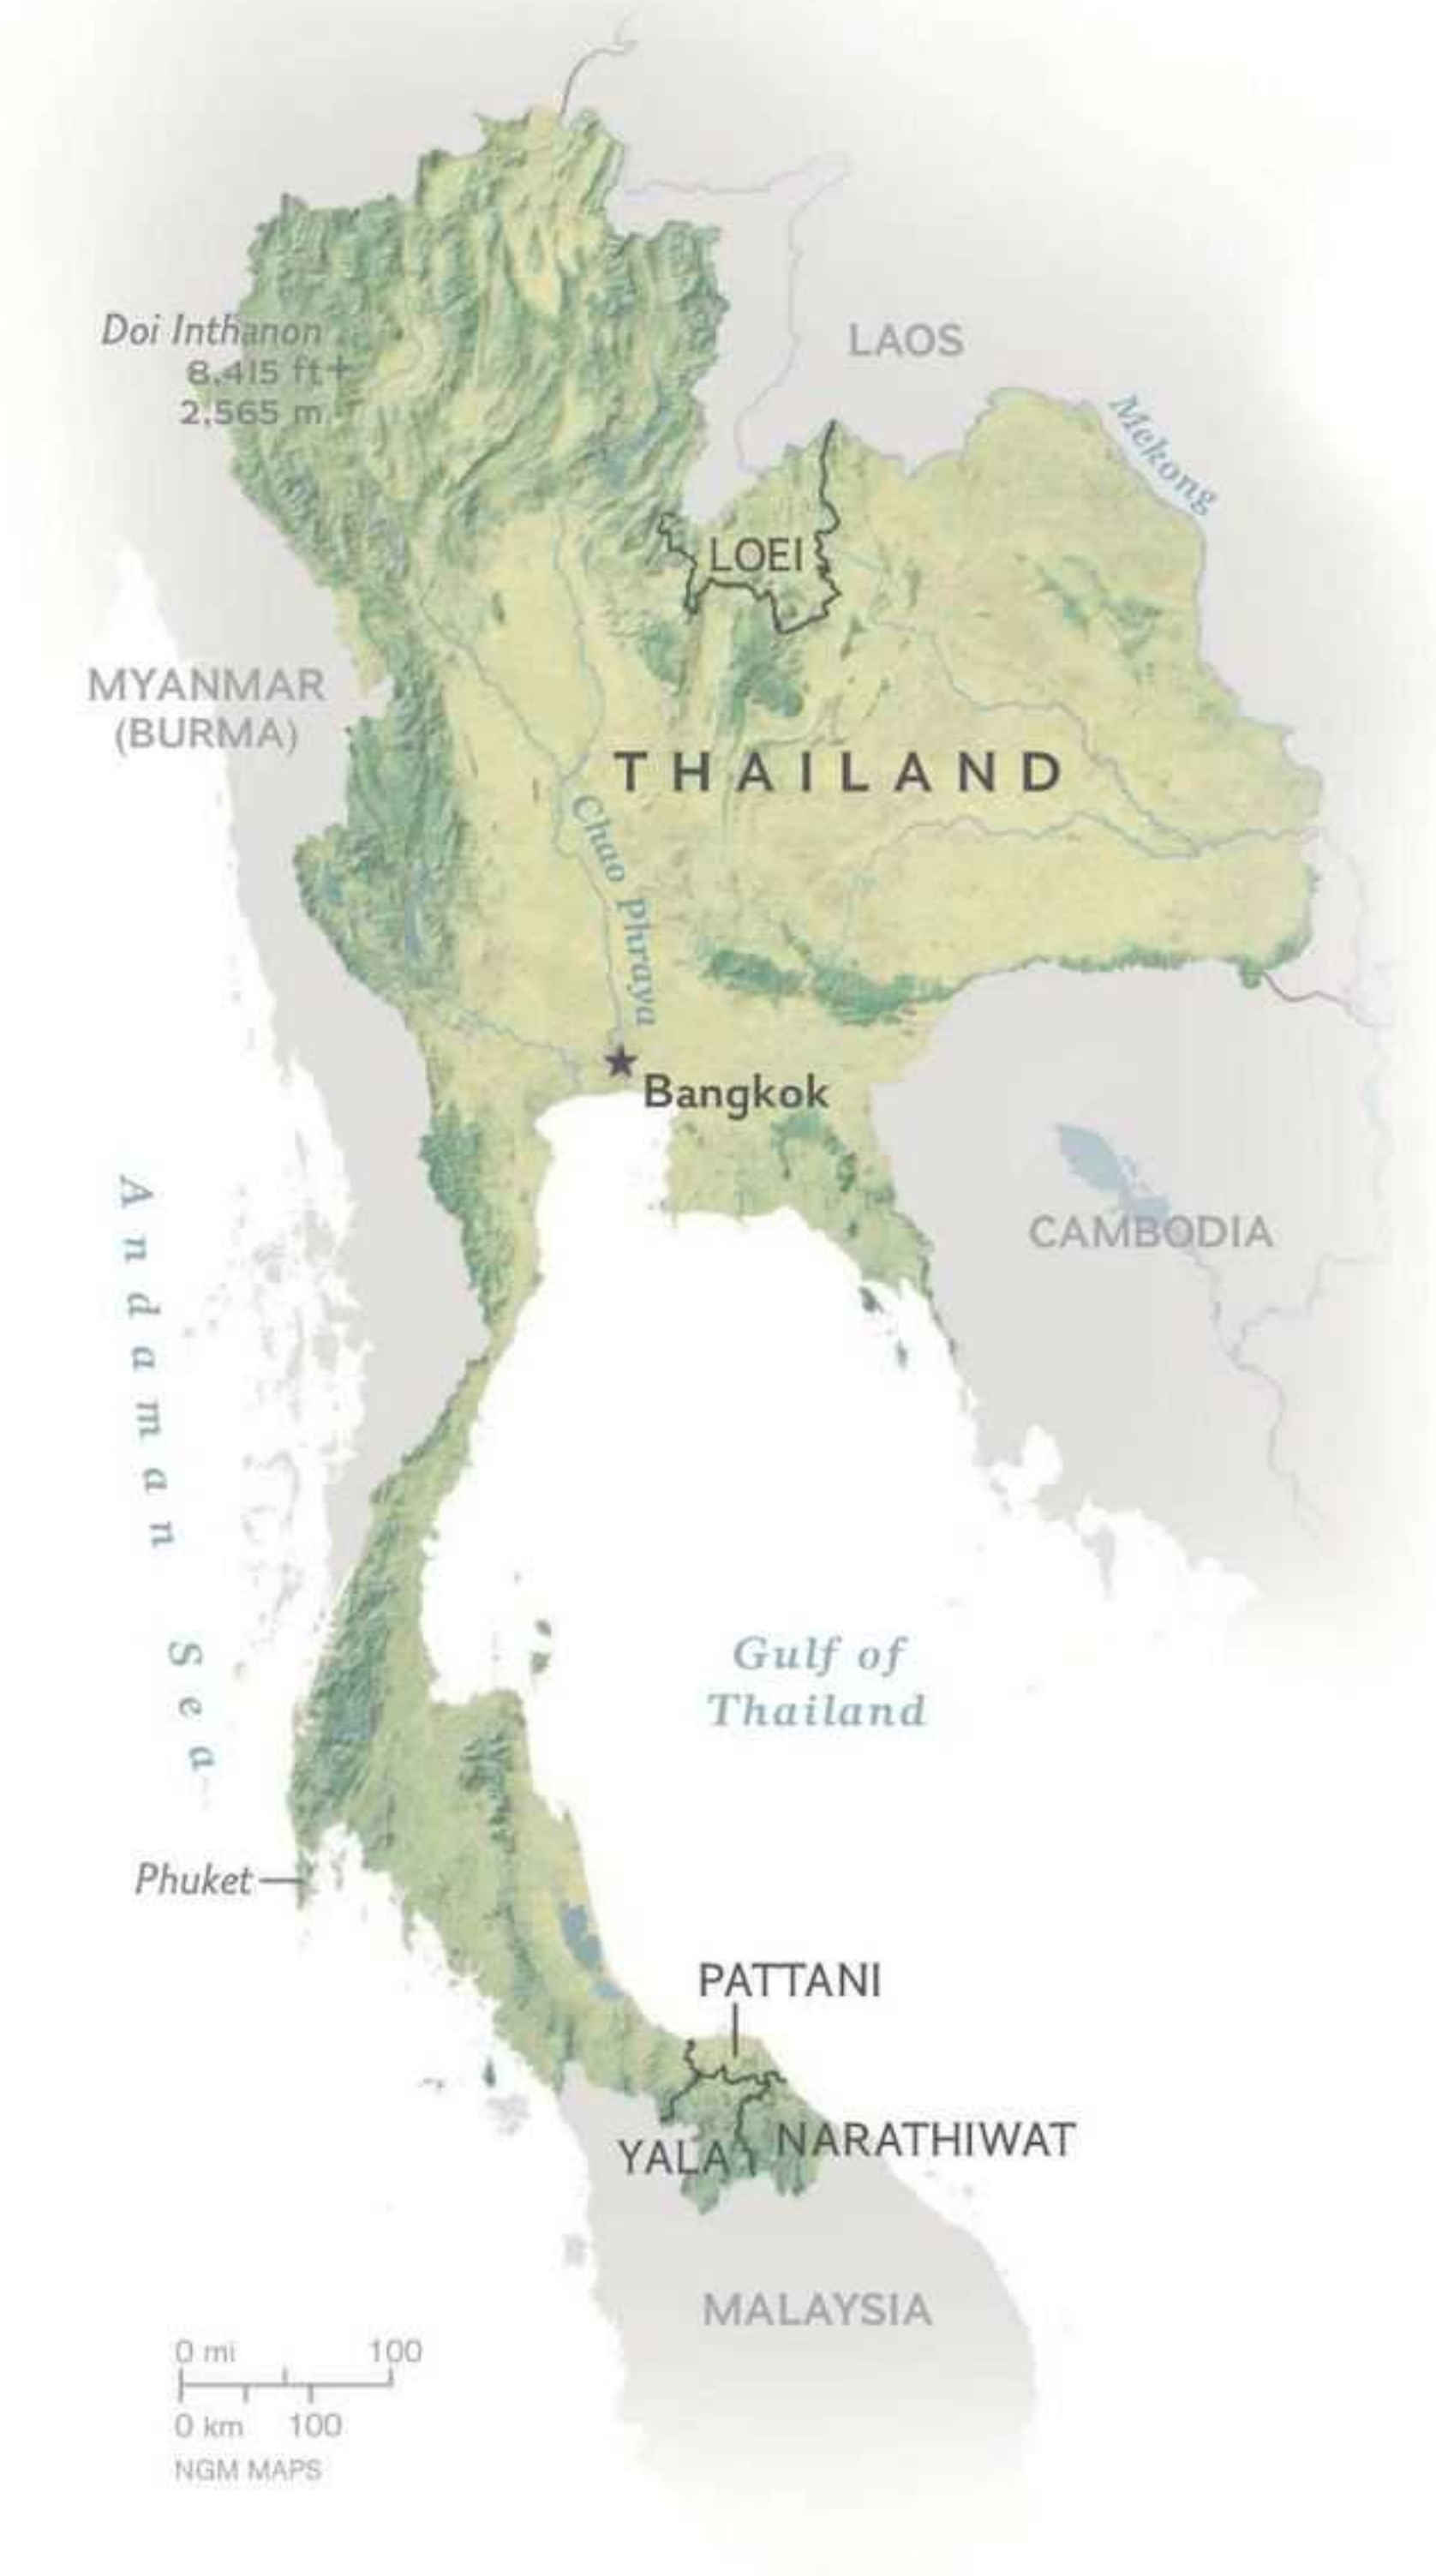 Doi Inthanon
8,415 ft
2,565 m
LAOS
Mekong
LOEI
MYANMAR
(BURMA)
THAILAND
Chao Phraya
Bangkok
Andaman Sea
CAMBODIA
Gulf of
Thailand
Phuket
PATTANI
YALA
NARATHIWAT
MALAYSIA
0 mi 100
0 km 100
NGM MAPS